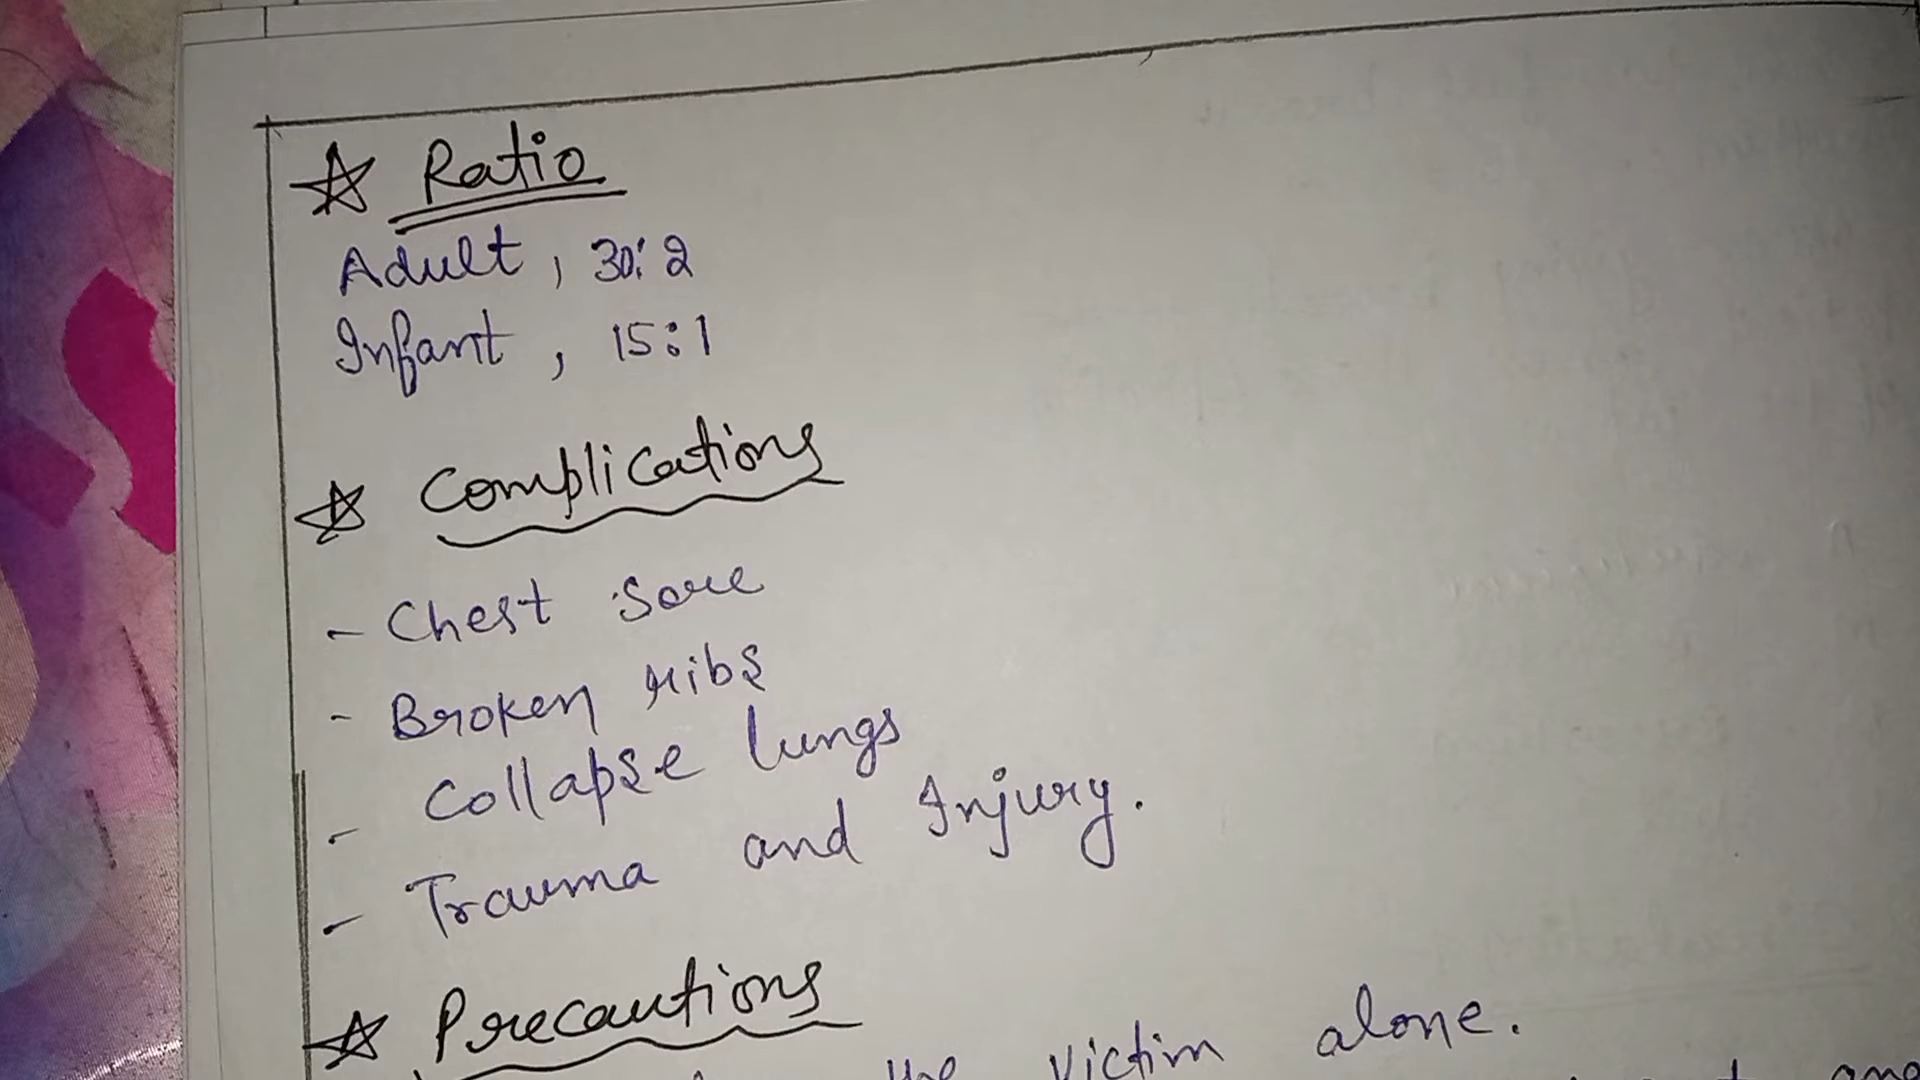 Ratio
Adult, 30:2
Infant, 15:1
Complications
- Chest sore
- Broken ribs
- Collapse lungs
- Trauma and Injury.
Precautions
the victim alone.